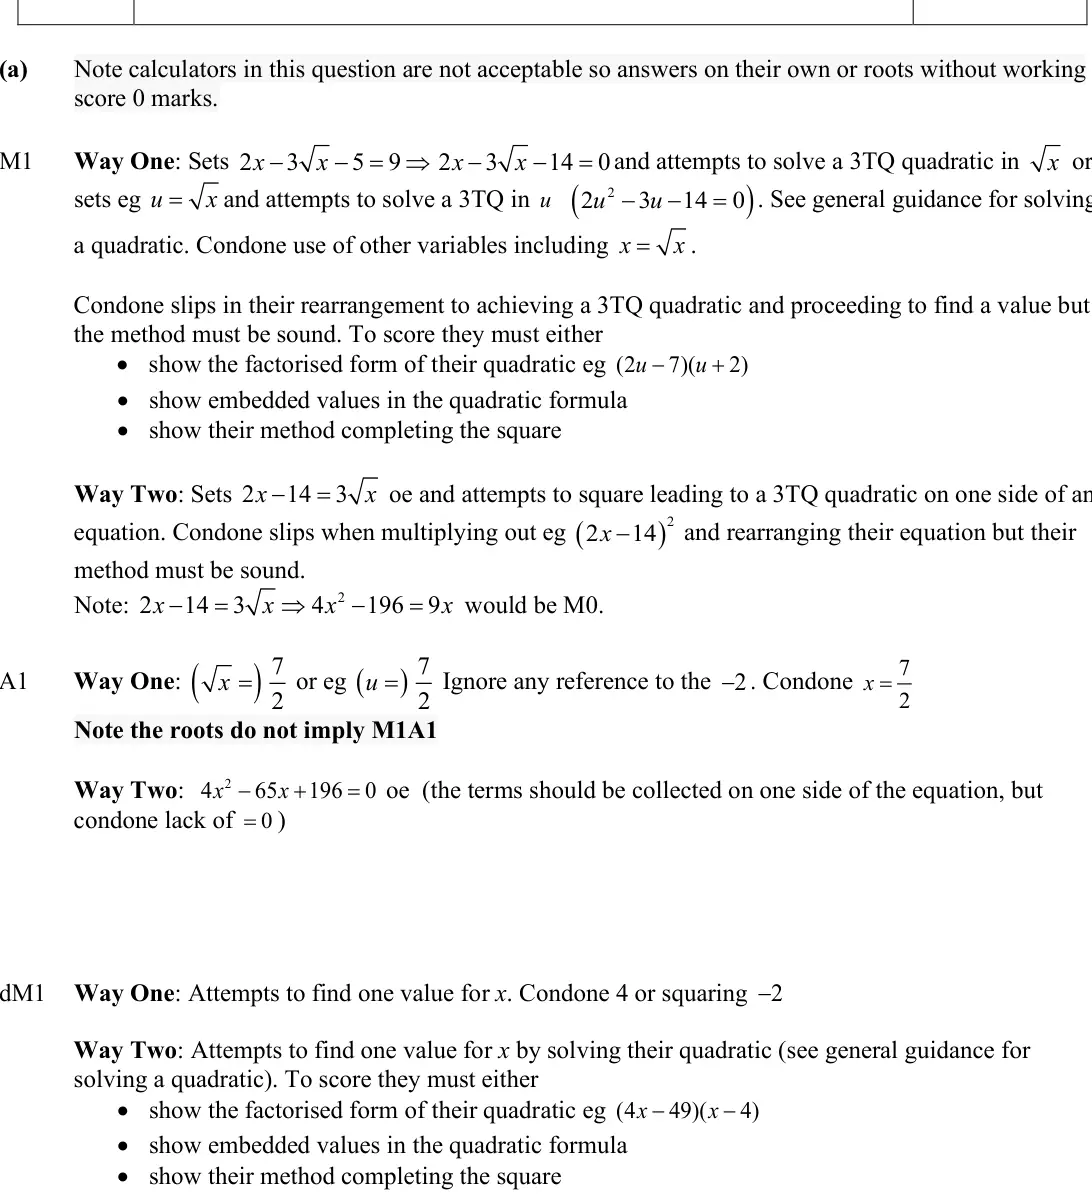 (a) Note calculators in this question are not acceptable so answers on their own or roots without working
score 0 marks.
M1 Way One: Sets 2x − 3√x − 5 = 9 ⇒ 2x − 3√x − 14 = 0 and attempts to solve a 3TQ quadratic in √x or
sets eg u = √x and attempts to solve a 3TQ in u (2u² − 3u − 14 = 0). See general guidance for solving
a quadratic. Condone use of other variables including x = √x.
Condone slips in their rearrangement to achieving a 3TQ quadratic and proceeding to find a value but
the method must be sound. To score they must either
• show the factorised form of their quadratic eg (2u − 7)(u + 2)
• show embedded values in the quadratic formula
• show their method completing the square
Way Two: Sets 2x − 14 = 3√x oe and attempts to square leading to a 3TQ quadratic on one side of an
equation. Condone slips when multiplying out eg (2x − 14)² and rearranging their equation but their
method must be sound.
Note: 2x − 14 = 3√x ⇒ 4x² − 196 = 9x would be M0.
A1 Way One: (√x =) 7/2 or eg (u =) 7/2 Ignore any reference to the −2. Condone x = 7/2
Note the roots do not imply M1A1
Way Two: 4x² − 65x + 196 = 0 oe (the terms should be collected on one side of the equation, but
condone lack of = 0)
dM1 Way One: Attempts to find one value for x. Condone 4 or squaring −2
Way Two: Attempts to find one value for x by solving their quadratic (see general guidance for
solving a quadratic). To score they must either
• show the factorised form of their quadratic eg (4x − 49)(x − 4)
• show embedded values in the quadratic formula
• show their method completing the square